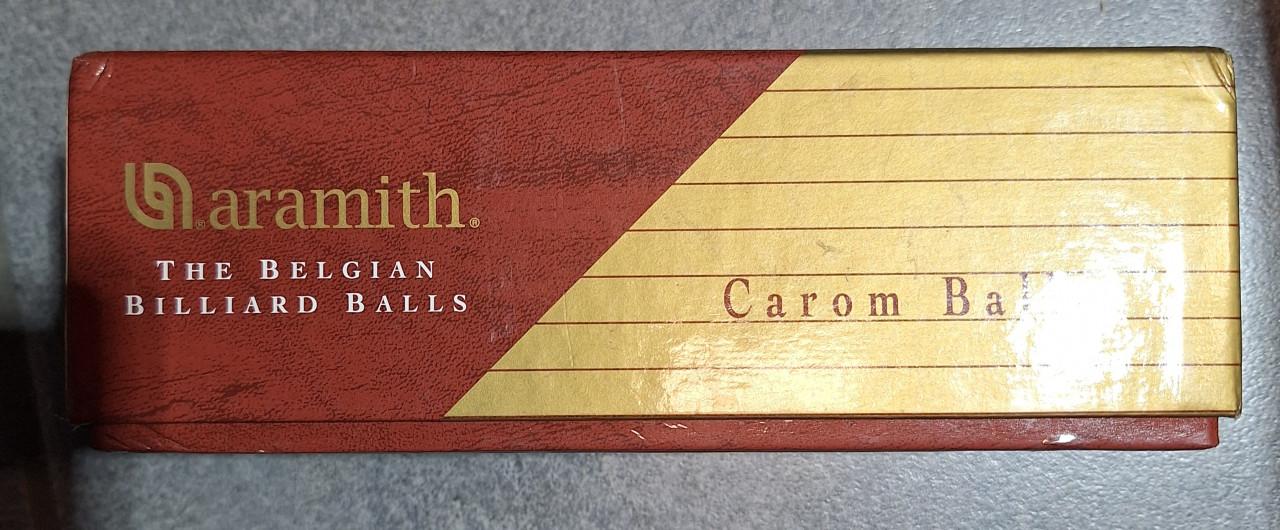 aramith®
THE BELGIAN
BILLIARD BALLS
Carom